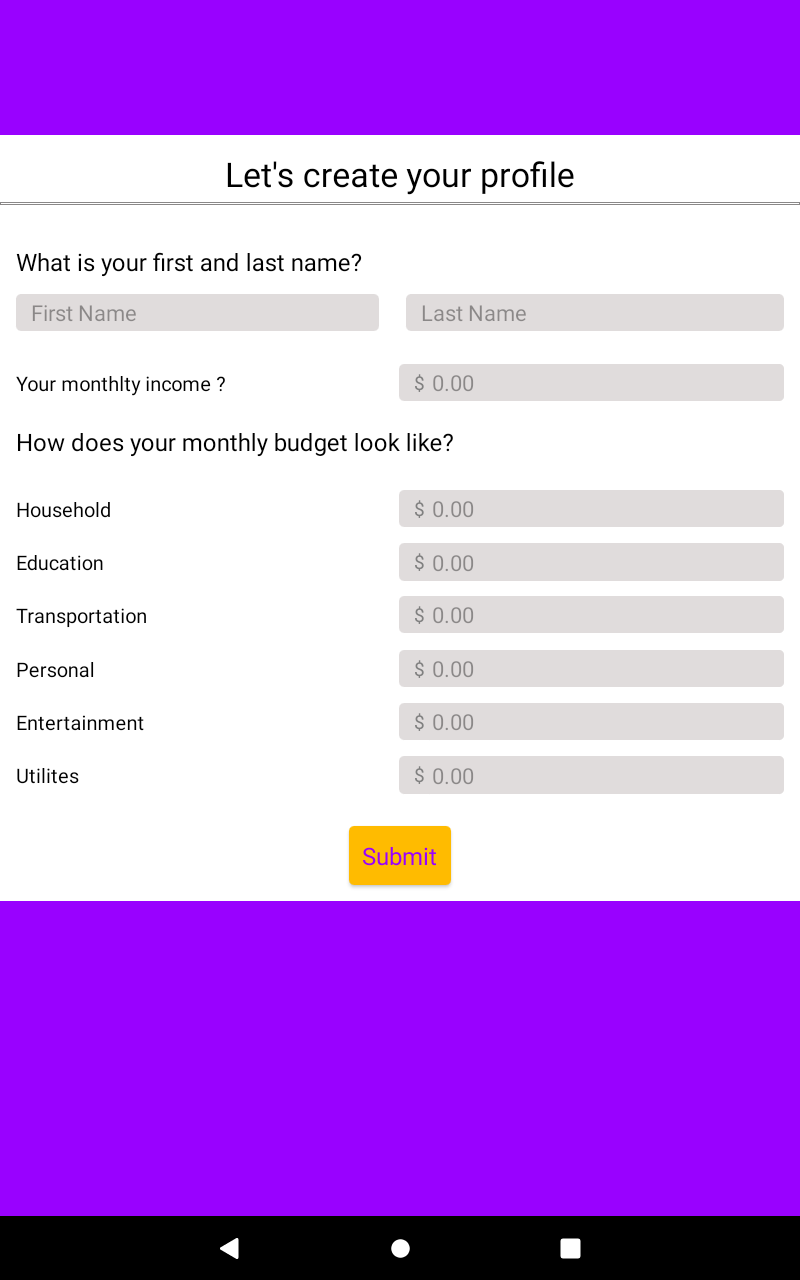 Let's create your profile
What is your first and last name?
First Name Last Name
Your monthlty income ? $ 0.00
How does your monthly budget look like?
Household $ 0.00
Education $ 0.00
Transportation $ 0.00
Personal $ 0.00
Entertainment $ 0.00
Utilites $ 0.00
Submit